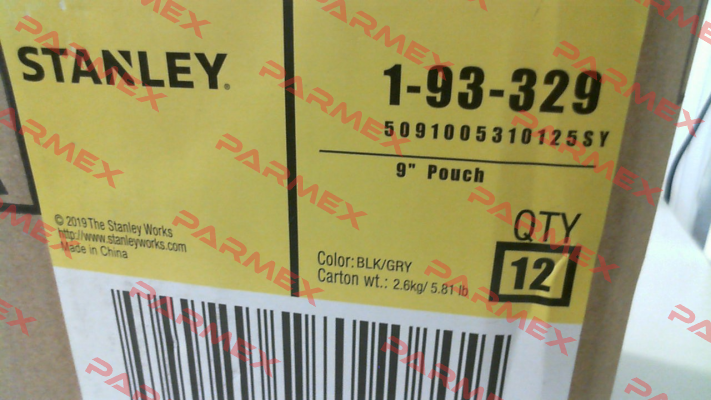 STANLEY®
1-93-329
5091005310125SY
9" Pouch
QTY
12
© 2019 The Stanley Works
http://www.stanleyworks.com
Made in China
Color: BLK/GRY
Carton wt.: 2.6kg/ 5.81 lb
PARMEX